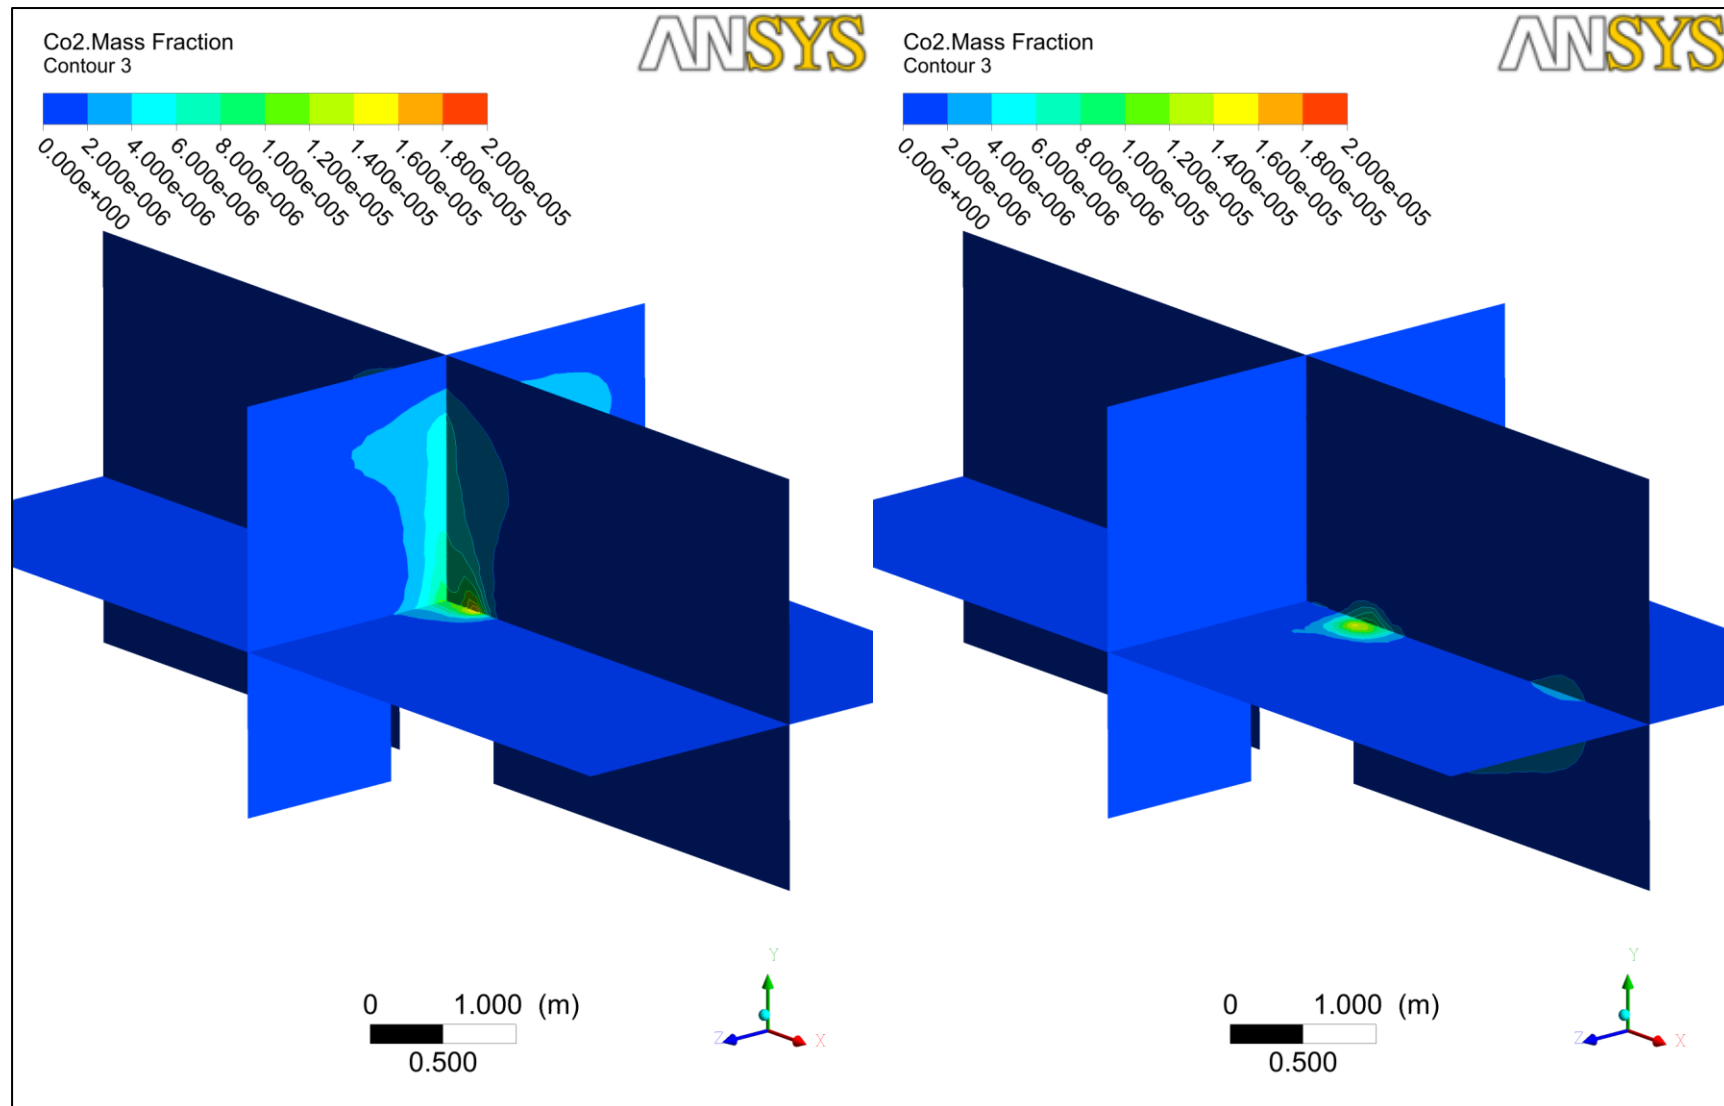 Co2.Mass Fraction
Contour 3
ANSYS
0.000e+000
2.000e-006
4.000e-006
6.000e-006
8.000e-006
1.000e-005
1.200e-005
1.400e-005
1.600e-005
1.800e-005
2.000e-005
Y
Z
X
0 1.000 (m)
0.500
Co2.Mass Fraction
Contour 3
ANSYS
0.000e+000
2.000e-006
4.000e-006
6.000e-006
8.000e-006
1.000e-005
1.200e-005
1.400e-005
1.600e-005
1.800e-005
2.000e-005
Y
Z
X
0 1.000 (m)
0.500